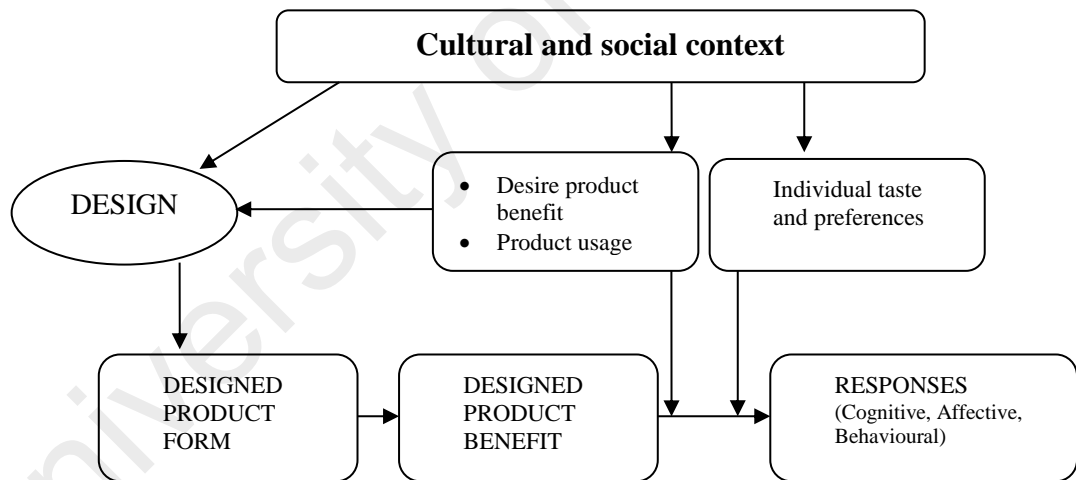 Cultural and social context
DESIGN
• Desire product
benefit
• Product usage
Individual taste
and preferences
DESIGNED
PRODUCT
FORM
DESIGNED
PRODUCT
BENEFIT
RESPONSES
(Cognitive, Affective,
Behavioural)